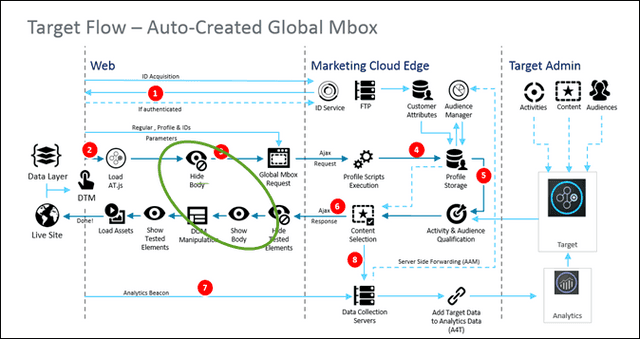 Target Flow – Auto-Created Global Mbox
Web
Marketing Cloud Edge
Target Admin
ID Acquisition
1
If authenticated
ID Service
FTP
Customer
Attributes
Audience
Manager
Activities
Content
Audiences
Regular , Profile & IDs
Parameters
Data Layer
2
Load
AT.js
Hide
Body
Global Mbox
Request
Ajax
Request
Profile Scripts
Execution
4
Profile
Storage
5
DTM
Live Site
Done!
Load Assets
Show
Tested
Elements
DOM
Manipulation
Show
Body
Hide
Tested
Elements
Ajax
Response
6
Content
Selection
Activity & Audience
Qualification
Target
8
Server Side Forwarding (AAM)
Analytics Beacon
7
Data Collection
Servers
Add Target Data
to Analytics Data
(A4T)
Analytics